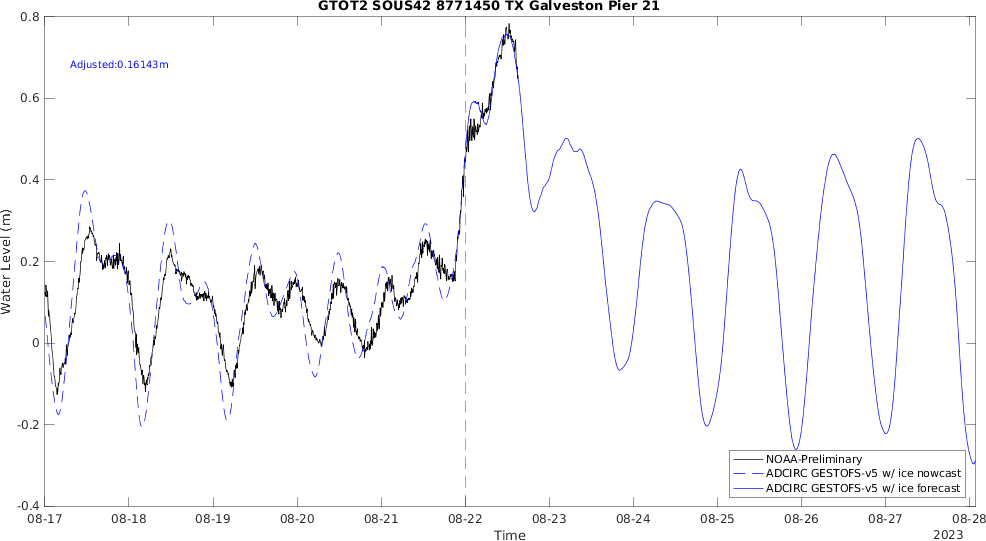 GTOT2 SOUS42 8771450 TX Galveston Pier 21
Adjusted:0.16143m
Water Level (m)
0.8
0.6
0.4
0.2
0
-0.2
-0.4
NOAA-Preliminary
ADCIRC GESTOFS-v5 w/ ice nowcast
ADCIRC GESTOFS-v5 w/ ice forecast
08-17 08-18 08-19 08-20 08-21 08-22 08-23 08-24 08-25 08-26 08-27 08-28
Time
2023